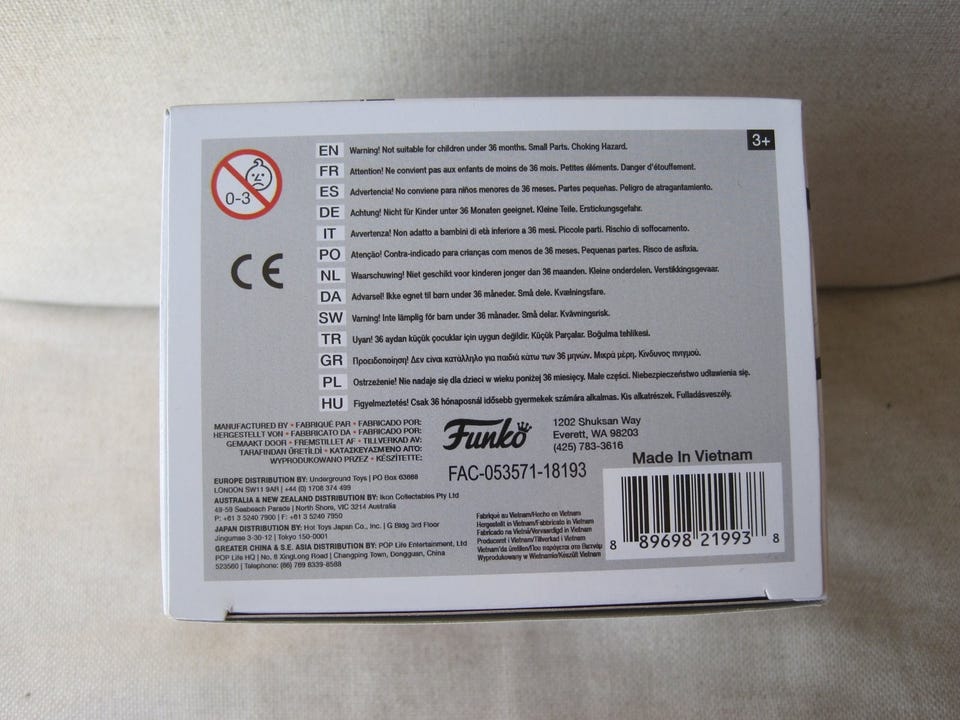 3+
0-3
CE
EN Warning! Not suitable for children under 36 months. Small Parts. Choking Hazard.
FR Attention! Ne convient pas aux enfants de moins de 36 mois. Petites éléments. Danger d'étouffement.
ES Advertencia! No conviene para niños menores de 36 meses. Partes pequeñas. Peligro de atragantamiento.
DE Achtung! Nicht für Kinder unter 36 Monaten geeignet. Kleine Teile. Erstickungsgefahr.
IT Avvertenza! Non adatto a bambini di età inferiore a 36 mesi. Piccole parti. Rischio di soffocamento.
PO Atenção! Contra-indicado para crianças com menos de 36 meses. Pequenas partes. Risco de asfixia.
NL Waarschuwing! Niet geschikt voor kinderen jonger dan 36 maanden. Kleine onderdelen. Verstikkingsgevaar.
DA Advarsel! Ikke egnet til børn under 36 måneder. Små dele. Kvælningsfare.
SW Varning! Inte lämplig för barn under 36 månader. Små delar. Kvävningsrisk.
TR Uyarı! 36 aydan küçük çocuklar için uygun değildir. Küçük Parçalar. Boğulma tehlikesi.
GR Προειδοποίηση! Δεν είναι κατάλληλο για παιδιά κάτω των 36 μηνών. Μικρά μέρη. Κίνδυνος πνιγμού.
PL Ostrzeżenie! Nie nadaje się dla dzieci w wieku poniżej 36 miesięcy. Małe części. Niebezpieczeństwo udławienia się.
HU Figyelmeztetés! Csak 36 hónaposnál idősebb gyermekek számára alkalmas. Kis alkatrészek. Fulladásveszély.
MANUFACTURED BY • FABRIQUÉ PAR • FABRICADO POR:
HERGESTELLT VON • FABBRICATO DA • FABRICADO POR:
GEMAAKT DOOR • FREMSTILLET AF • TILLVERKAD AV:
TARAFINDAN ÜRETİLDİ • ΚΑΤΑΣΚΕΥΑΣΜΕΝΟ ΑΠΟ:
WYPRODUKOWANO PRZEZ • KÉSZÍTETTE:
Funko
1202 Shuksan Way
Everett, WA 98203
(425) 783-3616
FAC-053571-18193
Made In Vietnam
EUROPE DISTRIBUTION BY: Underground Toys | PO Box 63668
LONDON SW11 9AR | +44 (0) 1708 374 499
AUSTRALIA & NEW ZEALAND DISTRIBUTION BY: Ikon Collectables Pty Ltd
49-59 Seabeach Parade | North Shore, VIC 3214 Australia
P: +61 3 5240 7900 | F: +61 3 5240 7950
JAPAN DISTRIBUTION BY: Hot Toys Japan Co., Inc. | G Bldg 3rd Floor
Jingumae 3-30-12 | Tokyo 150-0001
GREATER CHINA & S.E. ASIA DISTRIBUTION BY: POP Life Entertainment, Ltd
POP Life HQ | No. 8 XingLong Road | Changping Town, Dongguan, China
523560 | Telephone: (86) 769 8339-8588
Fabriqué au Vietnam/Hecho en Vietnam
Hergestellt in Vietnam/Fabbricato in Vietnam
Fabricado na Vietnã/Vervaardigd in Vietnam
Produceret i Vietnam/Tillverkad i Vietnam
Vietnam'da üretilen/Που παράγεται στο Βιετνάμ
Wyprodukowany w Wietnamie/Készült Vietnam
8 89698 21993 8